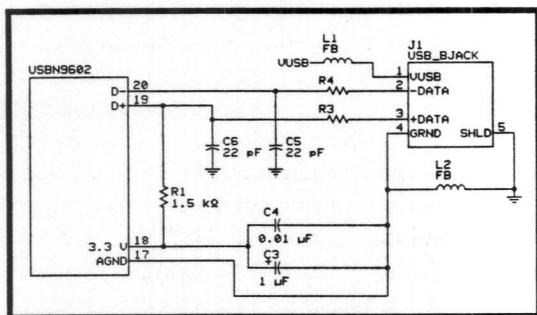 L1
FB
J1
USB_BJACK
VUSB
USBN9602
D- 20
D+ 19
R4
R3
1 VUSB
2 -DATA
3 +DATA
4 GRND
SHLD 5
C6
22 pF
C5
22 pF
L2
FB
R1
1.5 kΩ
C4
0.01 µF
3.3 V 18
AGND 17
C3
+
1 µF